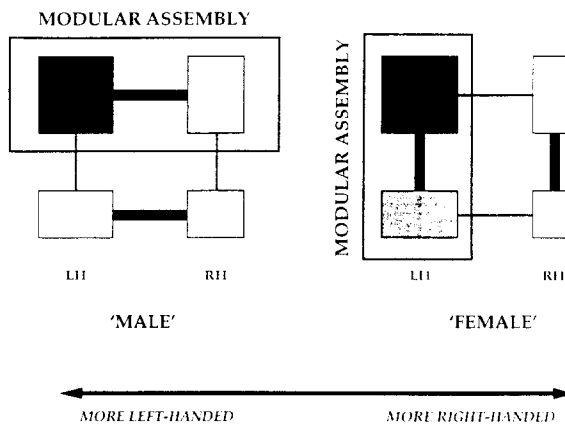 MODULAR ASSEMBLY
MODULAR ASSEMBLY
LH RH
LH RH
'MALE' 'FEMALE'
MORE LEFT-HANDED MORE RIGHT-HANDED